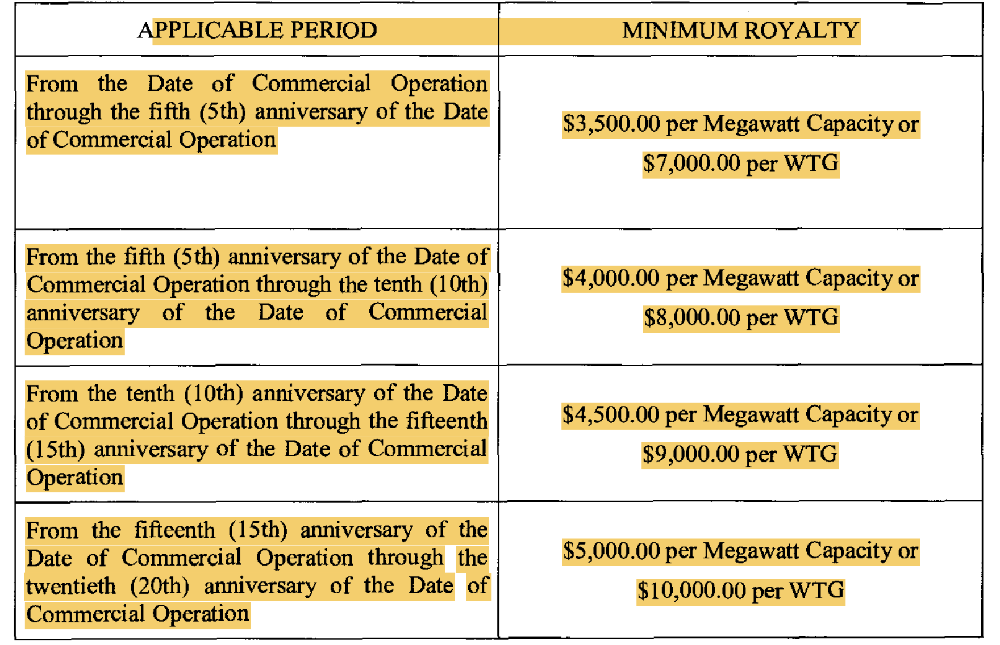 APPLICABLE PERIOD
MINIMUM ROYALTY
From the Date of Commercial Operation
through the fifth (5th) anniversary of the Date
of Commercial Operation
$3,500.00 per Megawatt Capacity or
$7,000.00 per WTG
From the fifth (5th) anniversary of the Date of
Commercial Operation through the tenth (10th)
anniversary of the Date of Commercial
Operation
$4,000.00 per Megawatt Capacity or
$8,000.00 per WTG
From the tenth (10th) anniversary of the Date
of Commercial Operation through the fifteenth
(15th) anniversary of the Date of Commercial
Operation
$4,500.00 per Megawatt Capacity or
$9,000.00 per WTG
From the fifteenth (15th) anniversary of the
Date of Commercial Operation through the
twentieth (20th) anniversary of the Date of
Commercial Operation
$5,000.00 per Megawatt Capacity or
$10,000.00 per WTG